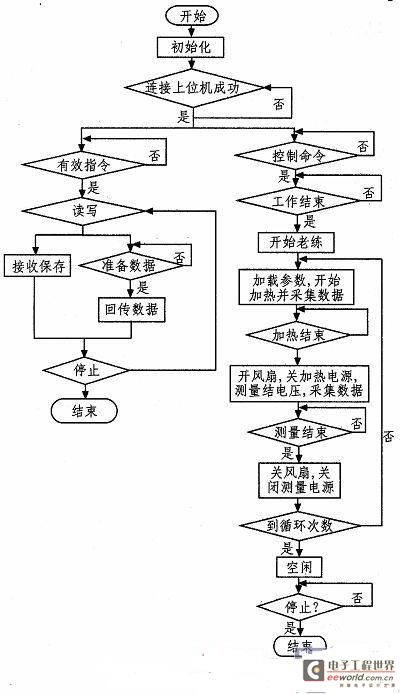 开始
初始化
连接上位机成功
否
是
有效指令
否
是
读写
接收保存
准备数据
否
是
回传数据
停止
结束
控制命令
否
是
工作结束
否
是
开始老练
加载参数,开始
加热并采集数据
加热结束
开风扇,关加热电源,
测量结电压,采集数据
测量结束
否
是
关风扇,关
闭测量电源
否
到循环次数
是
空闲
停止?
否
是
结束
电子工程世界
eeworld.com.cn